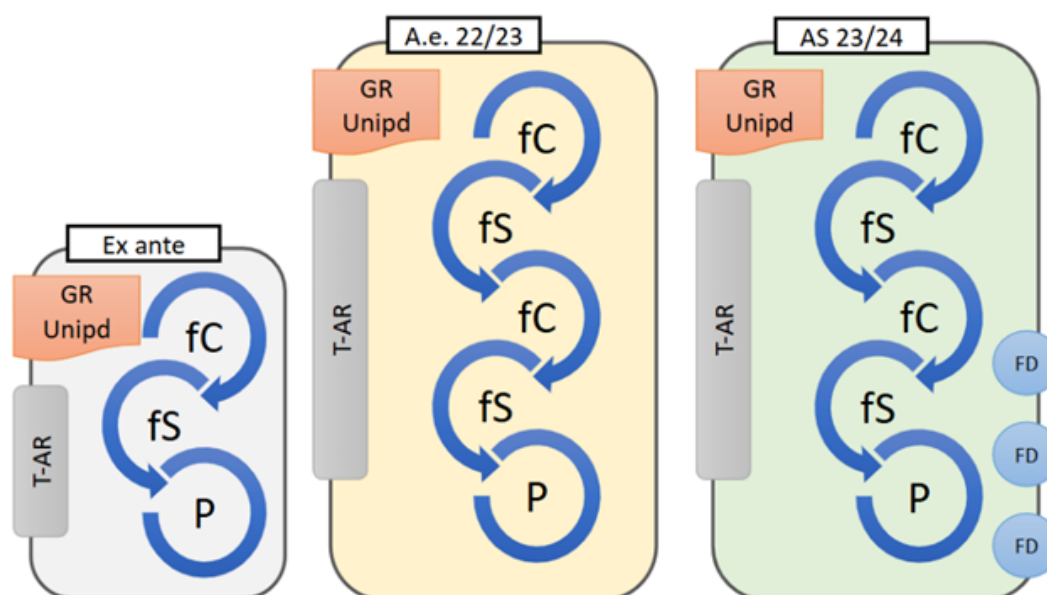 Ex ante
GR
Unipd
T-AR
fC
fS
P
A.e. 22/23
GR
Unipd
T-AR
fC
fS
fC
fS
P
AS 23/24
GR
Unipd
T-AR
fC
fS
fC
fS
P
FD
FD
FD